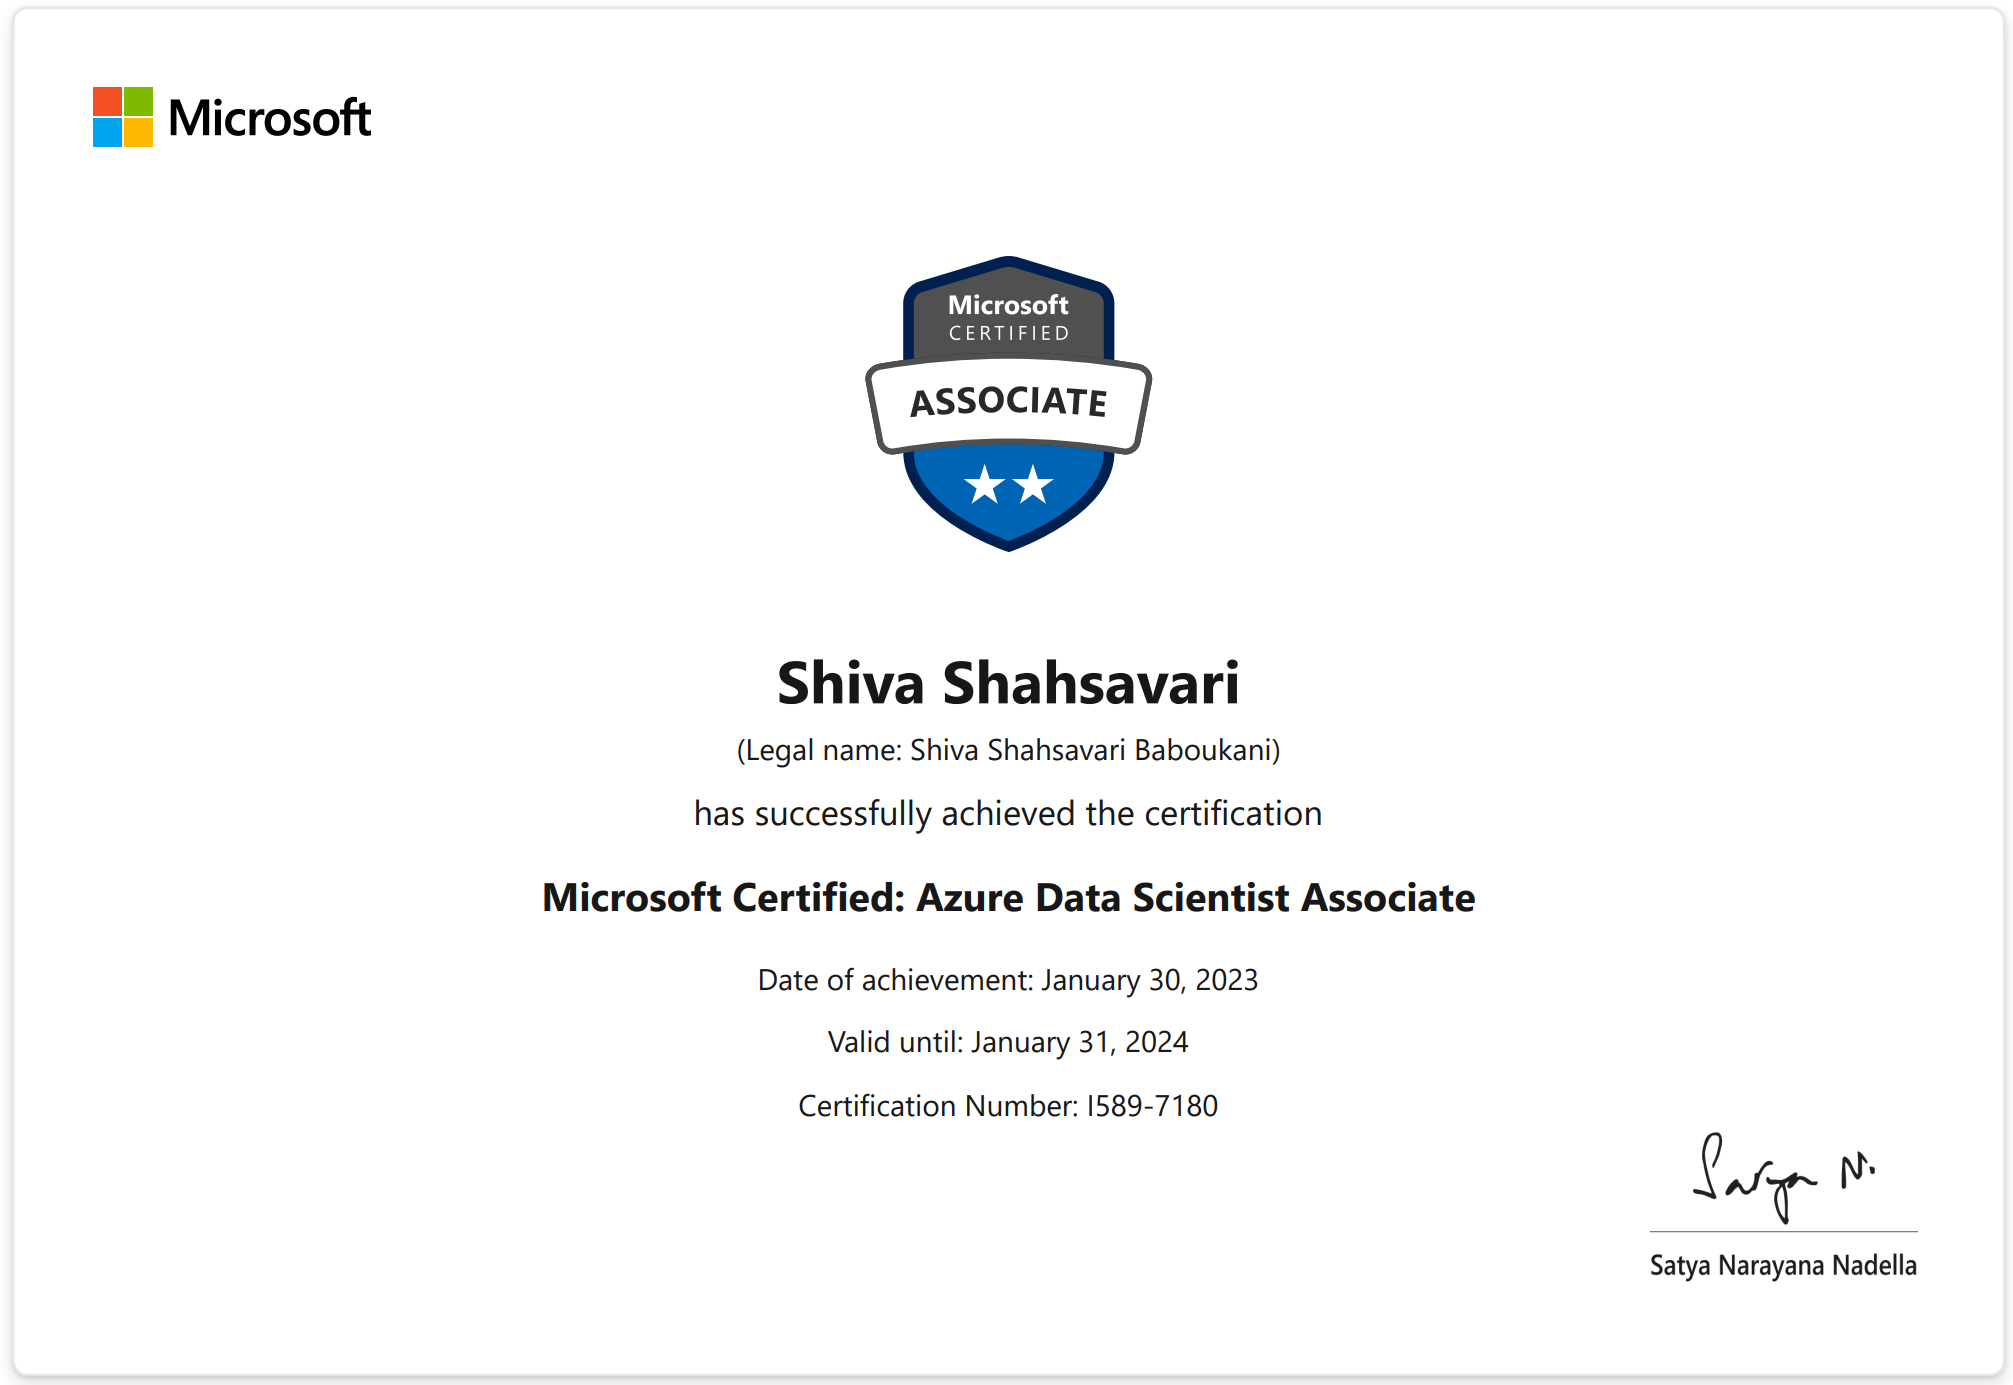 Microsoft
Microsoft
CERTIFIED
ASSOCIATE
Shiva Shahsavari
(Legal name: Shiva Shahsavari Baboukani)
has successfully achieved the certification
Microsoft Certified: Azure Data Scientist Associate
Date of achievement: January 30, 2023
Valid until: January 31, 2024
Certification Number: I589-7180
Satya N.
Satya Narayana Nadella